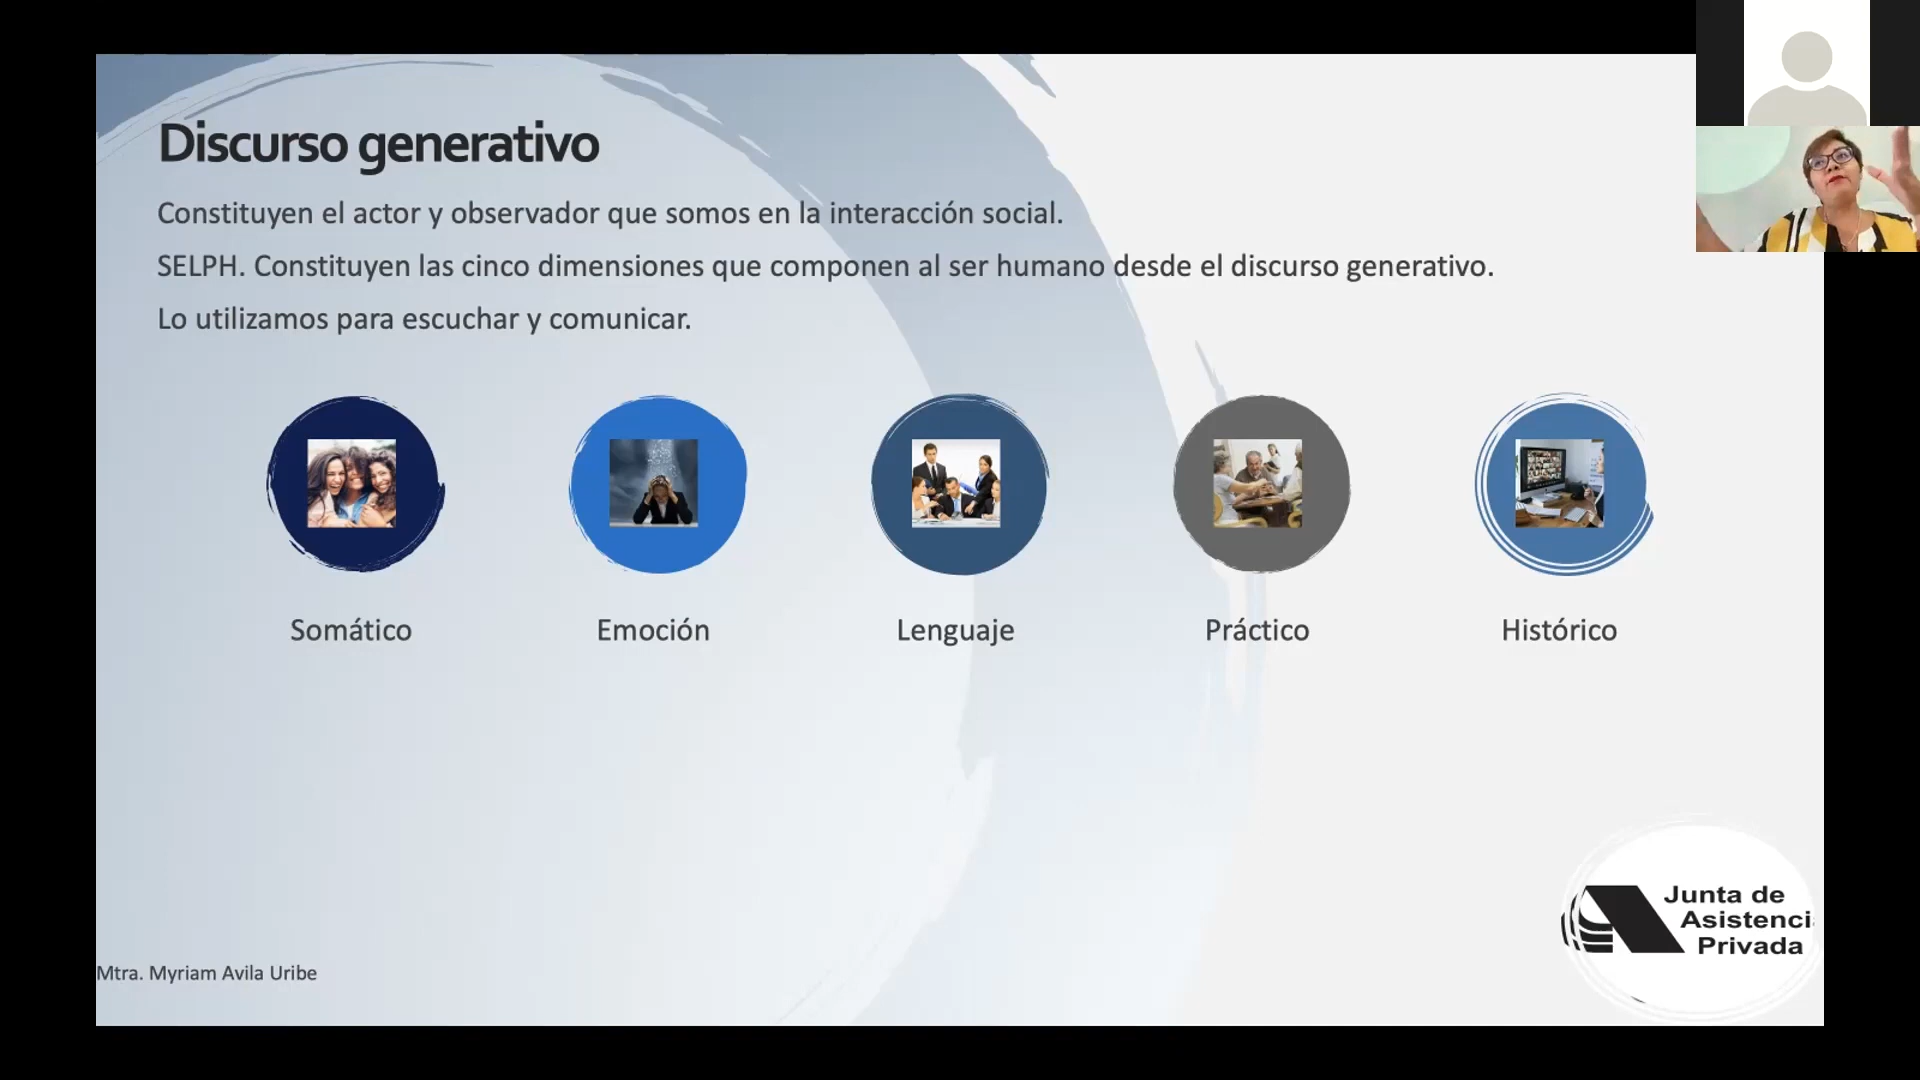 Discurso generativo
Constituyen el actor y observador que somos en la interacción social.
SELPH. Constituyen las cinco dimensiones que componen al ser humano desde el discurso generativo.
Lo utilizamos para escuchar y comunicar.
Somático
Emoción
Lenguaje
Práctico
Histórico
Junta de
Asistenci
Privada
Mtra. Myriam Avila Uribe